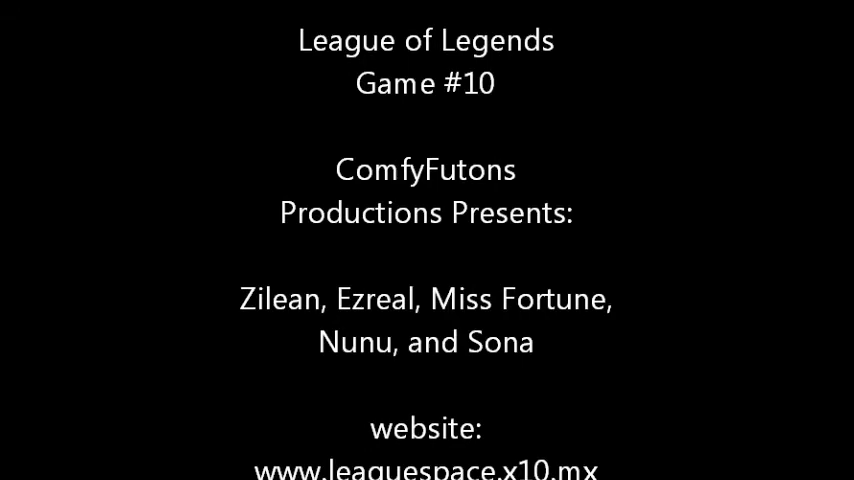 League of Legends
Game #10
ComfyFutons
Productions Presents:
Zilean, Ezreal, Miss Fortune,
Nunu, and Sona
website:
www.leaguespace.x10.mx